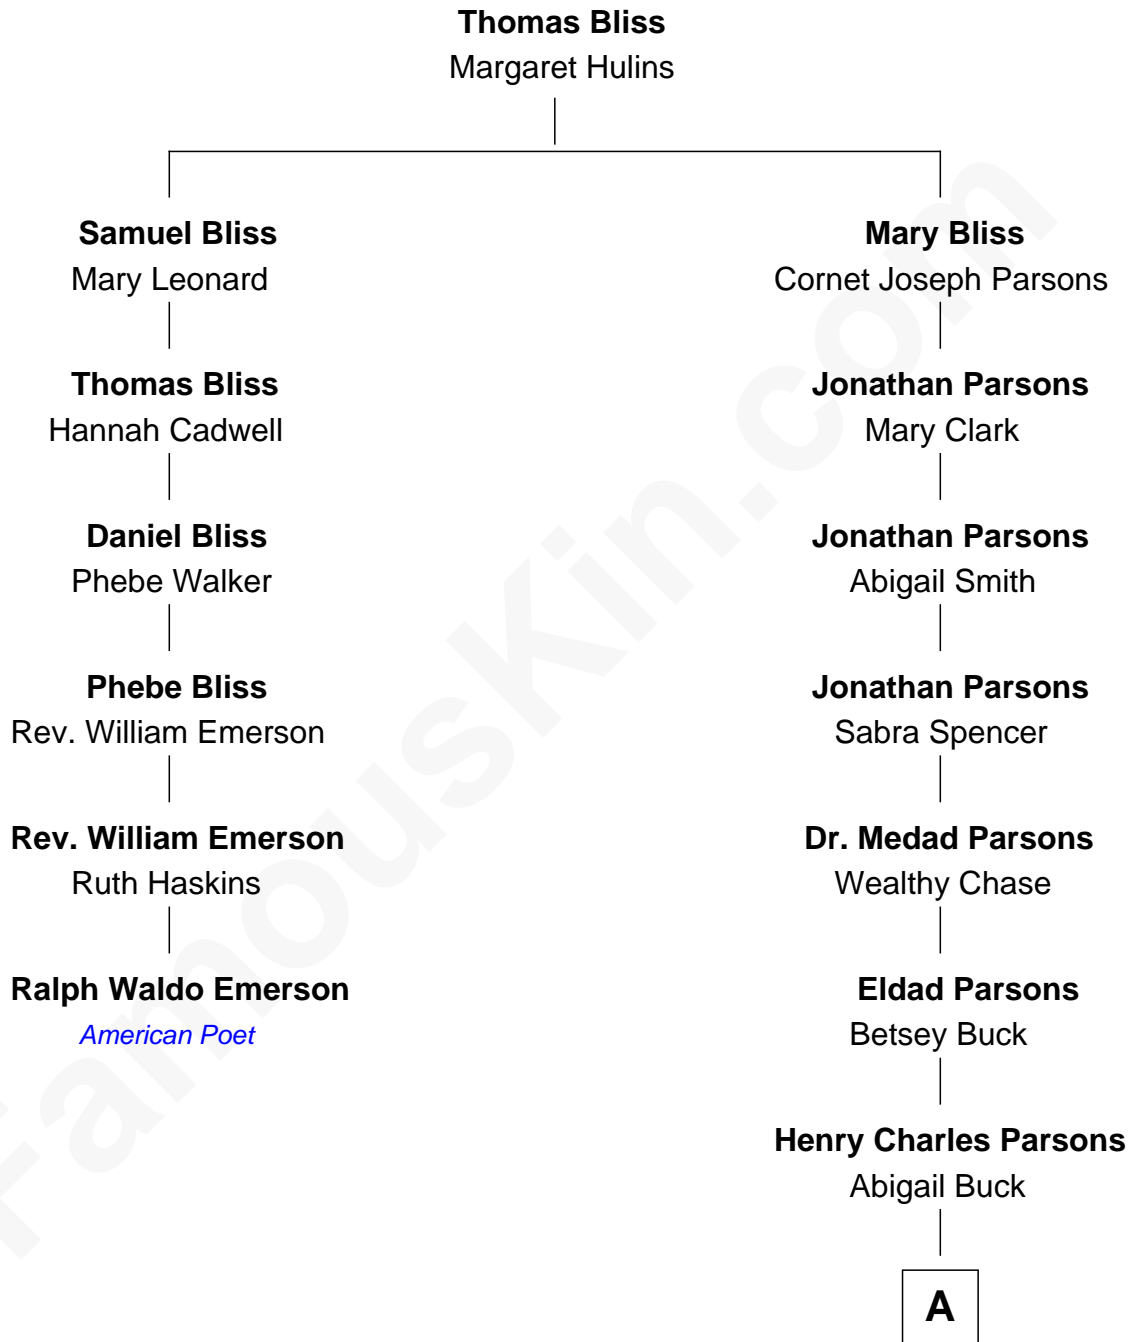 Thomas Bliss
Margaret Hulins
Samuel Bliss
Mary Leonard
Thomas Bliss
Hannah Cadwell
Daniel Bliss
Phebe Walker
Phebe Bliss
Rev. William Emerson
Rev. William Emerson
Ruth Haskins
Ralph Waldo Emerson
American Poet
Mary Bliss
Cornet Joseph Parsons
Jonathan Parsons
Mary Clark
Jonathan Parsons
Abigail Smith
Jonathan Parsons
Sabra Spencer
Dr. Medad Parsons
Wealthy Chase
Eldad Parsons
Betsey Buck
Henry Charles Parsons
Abigail Buck
A
FamousKin.com